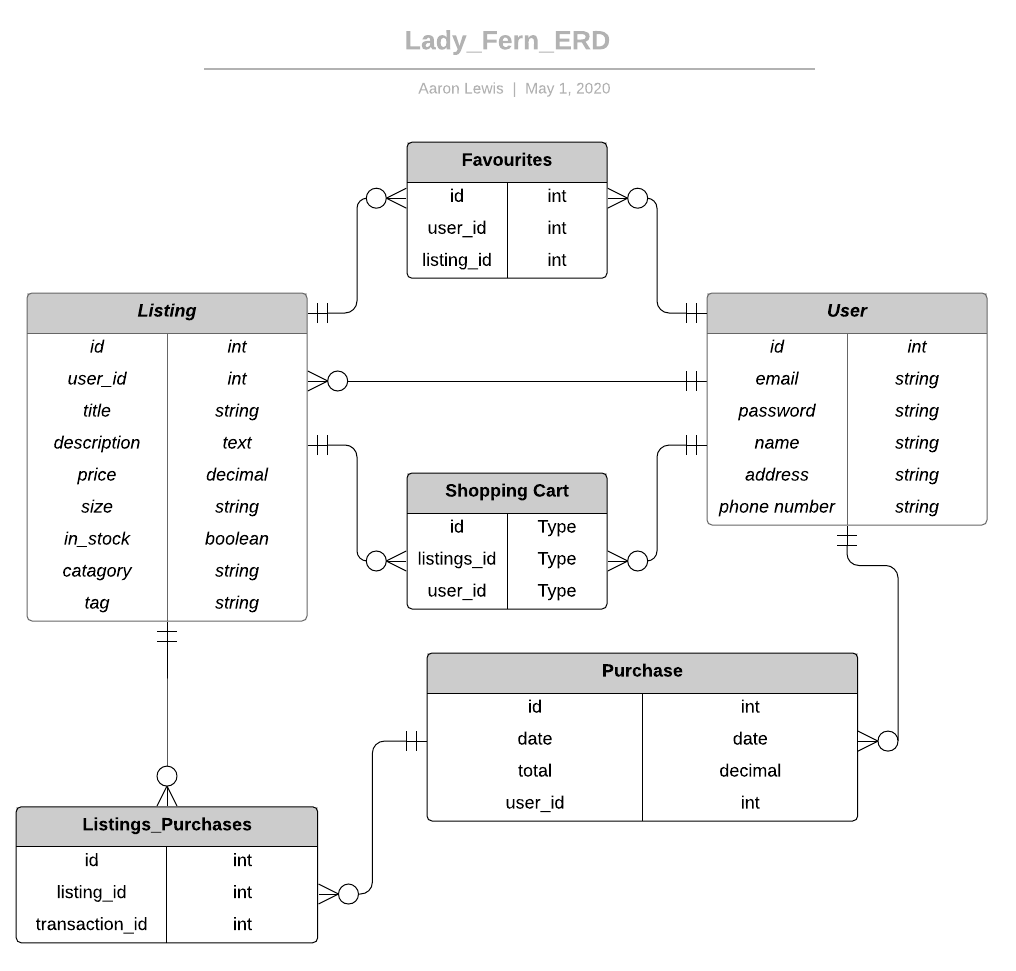 Lady_Fern_ERD
Aaron Lewis | May 1, 2020
Favourites
id int
user_id int
listing_id int
Listing
id int
user_id int
title string
description text
price decimal
size string
in_stock boolean
catagory string
tag string
User
id int
email string
password string
name string
address string
phone number string
Shopping Cart
id Type
listings_id Type
user_id Type
Purchase
id int
date date
total decimal
user_id int
Listings_Purchases
id int
listing_id int
transaction_id int